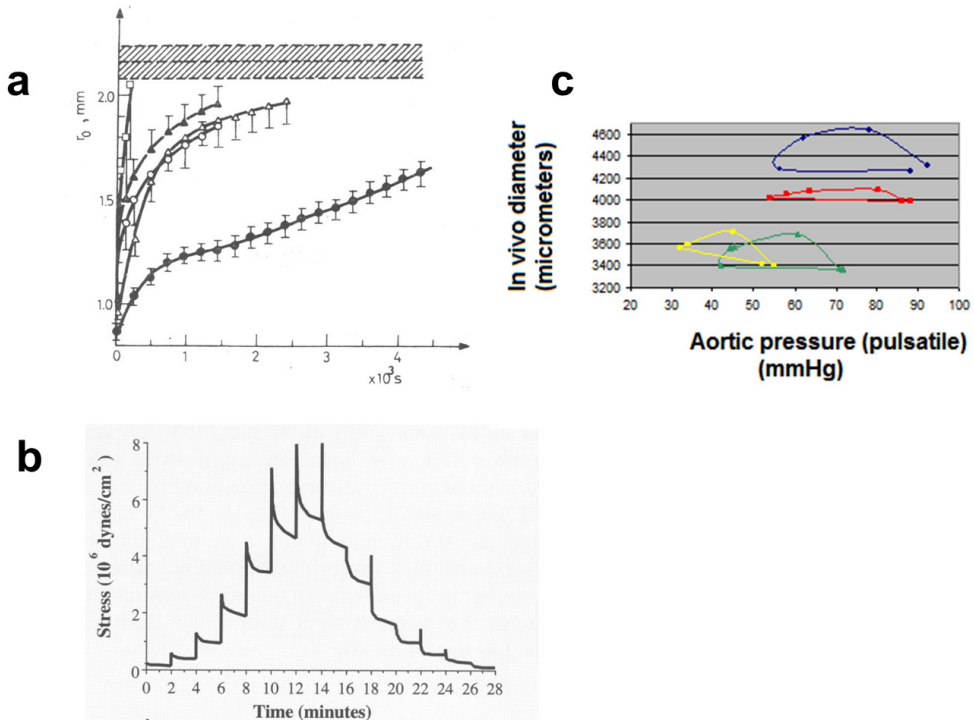 a
r₀, mm
2.0
1.5
1.0
0
1
2
3
4
×10³s
c
In vivo diameter
(micrometers)
4600
4400
4200
4000
3600
3400
3200
20
30
40
50
60
70
80
90
100
Aortic pressure (pulsatile)
(mmHg)
b
Stress (10⁶ dynes/cm²)
8
6
4
2
0
0 2 4 6 8 10 12 14 16 18 20 22 24 26 28
Time (minutes)